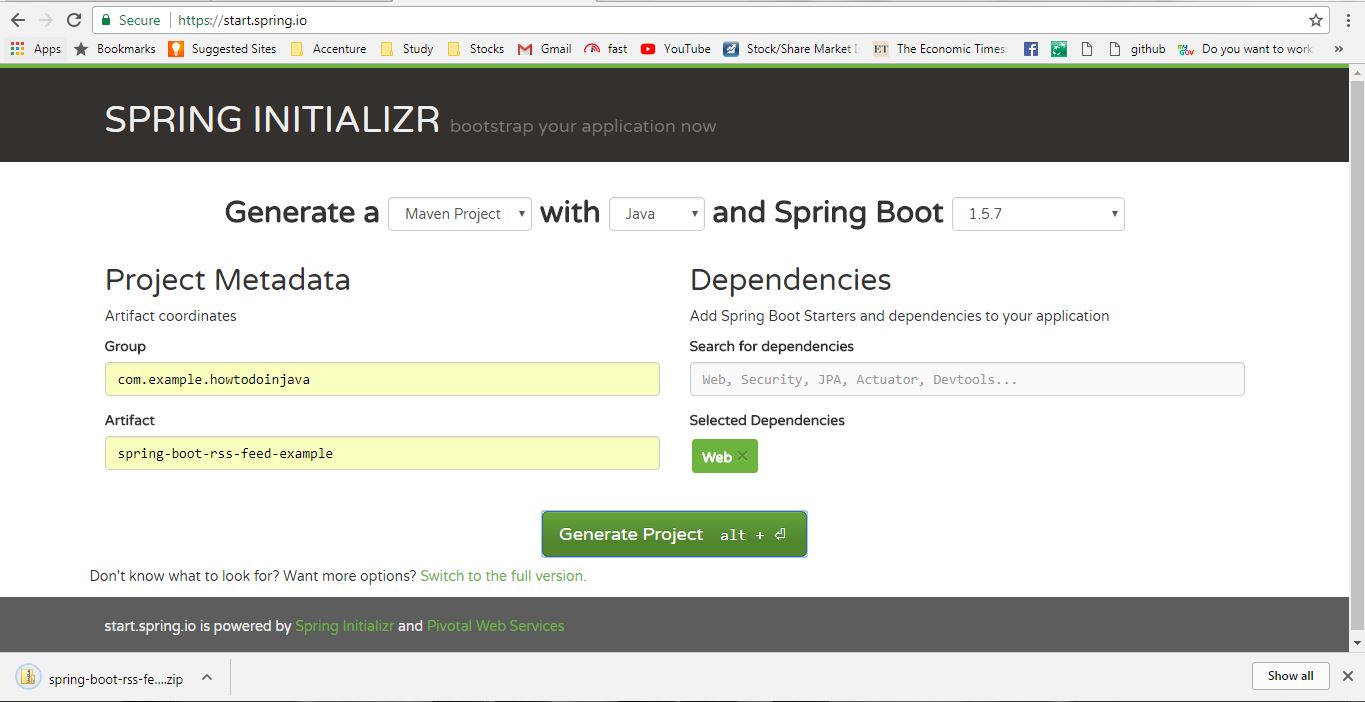 Secure https://start.spring.io
Apps Bookmarks Suggested Sites Accenture Study Stocks Gmail fast YouTube Stock/Share Market I ET The Economic Times: github Do you want to work »
SPRING INITIALIZR bootstrap your application now
Generate a Maven Project with Java and Spring Boot 1.5.7
Project Metadata
Artifact coordinates
Group
com.example.howtodoinjava
Artifact
spring-boot-rss-feed-example
Dependencies
Add Spring Boot Starters and dependencies to your application
Search for dependencies
Web, Security, JPA, Actuator, Devtools...
Selected Dependencies
Web ×
Generate Project alt + ⏎
Don't know what to look for? Want more options? Switch to the full version.
start.spring.io is powered by Spring Initializr and Pivotal Web Services
spring-boot-rss-fe....zip
Show all